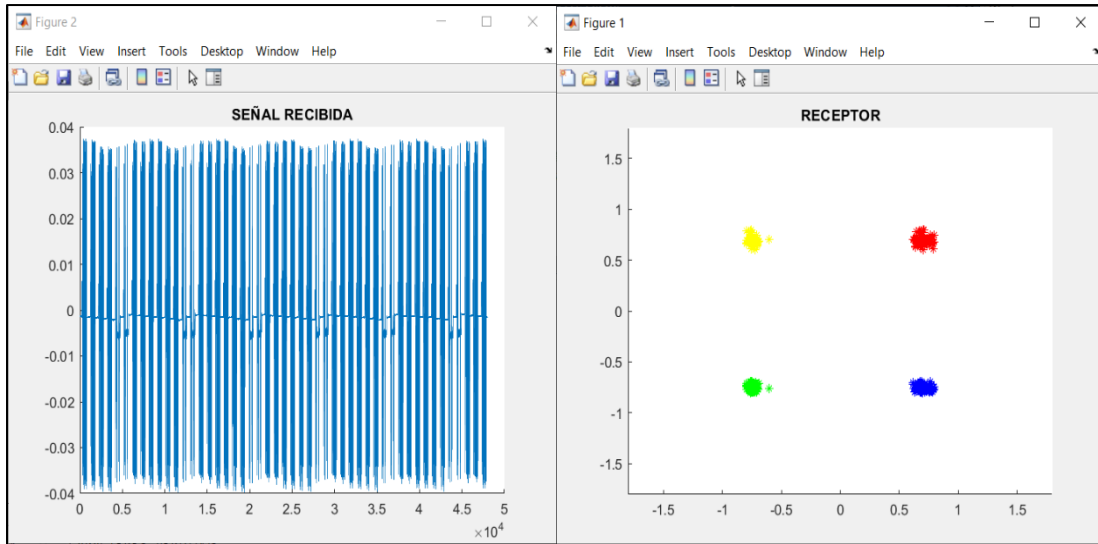 Figure 2
File Edit View Insert Tools Desktop Window Help
SEÑAL RECIBIDA
0.04
0.03
0.02
0.01
0
-0.01
-0.02
-0.03
-0.04
0 0.5 1 1.5 2 2.5 3 3.5 4 4.5 5
×10⁴
Figure 1
File Edit View Insert Tools Desktop Window Help
RECEPTOR
1.5
1
0.5
0
-0.5
-1
-1.5
-1.5 -1 -0.5 0 0.5 1 1.5